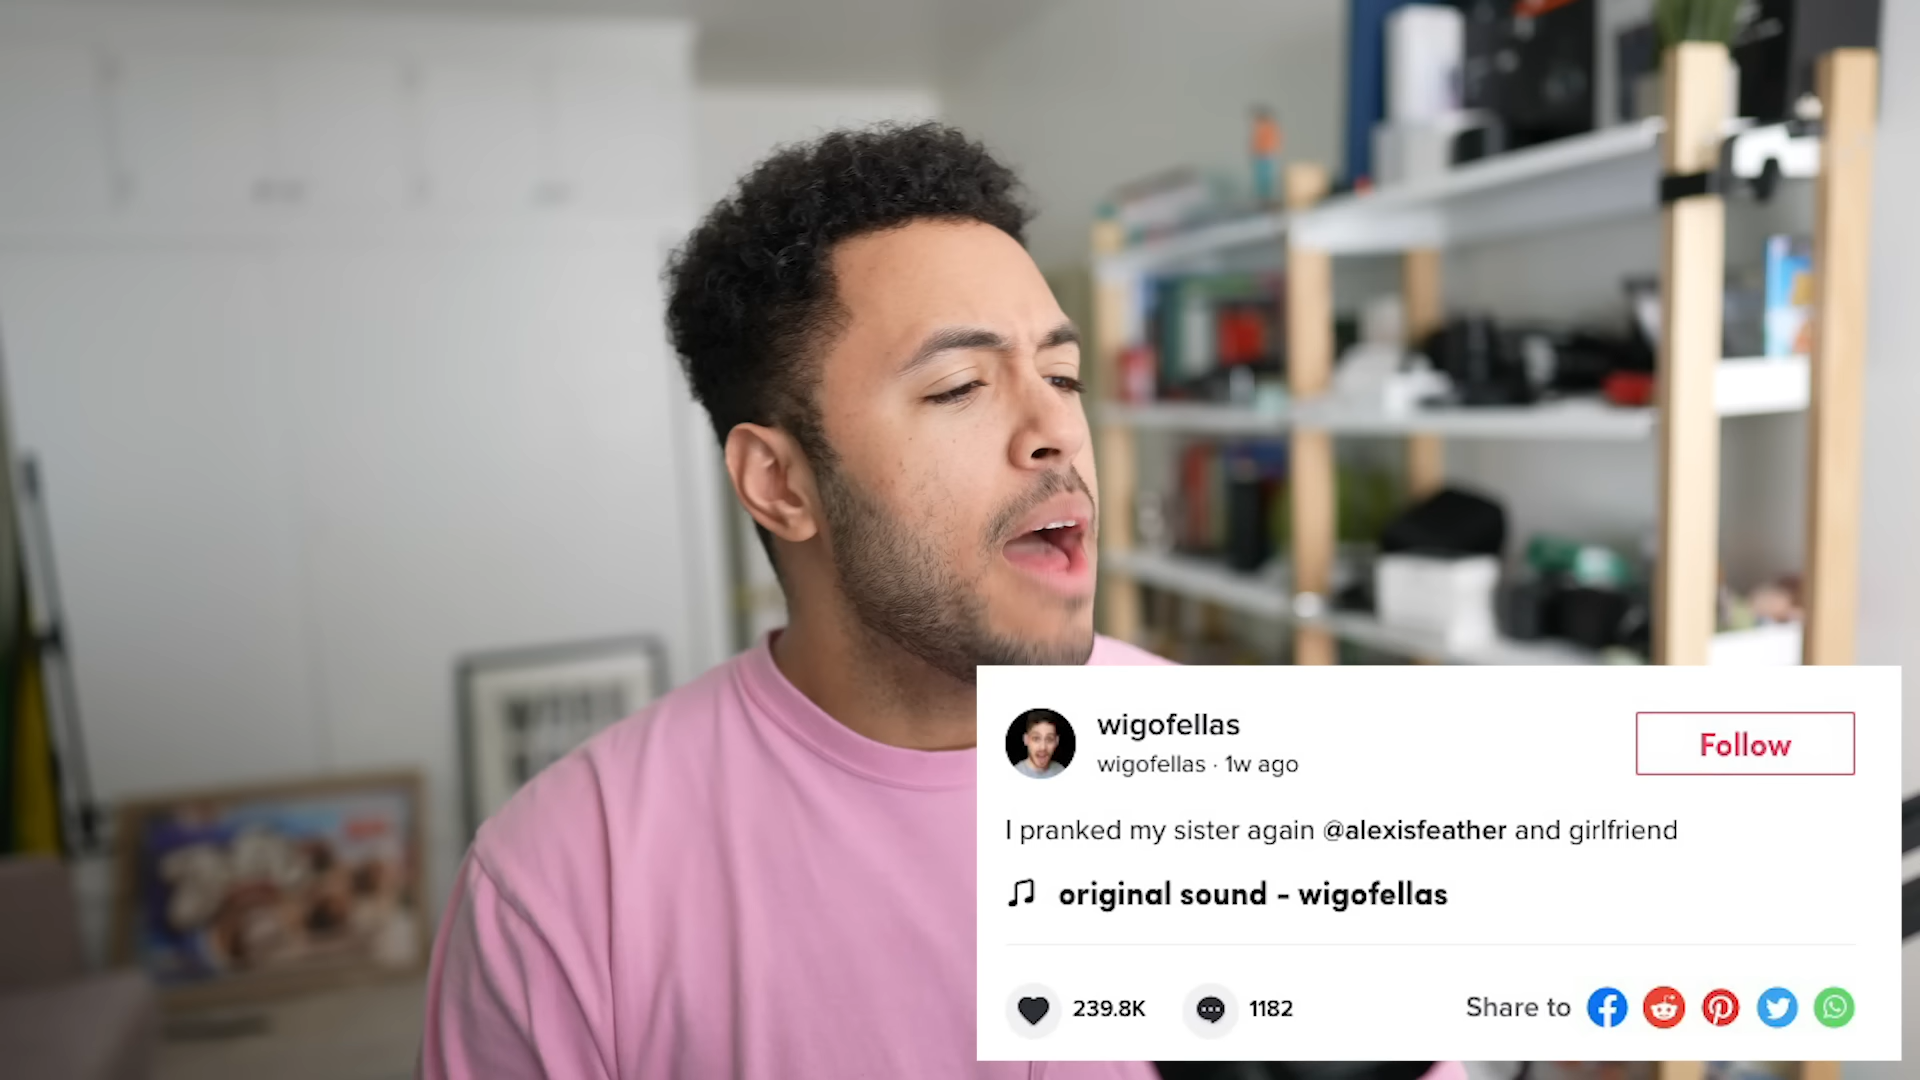 wigofellas
wigofellas · 1w ago
Follow
I pranked my sister again @alexisfeather and girlfriend
original sound - wigofellas
239.8K
1182
Share to